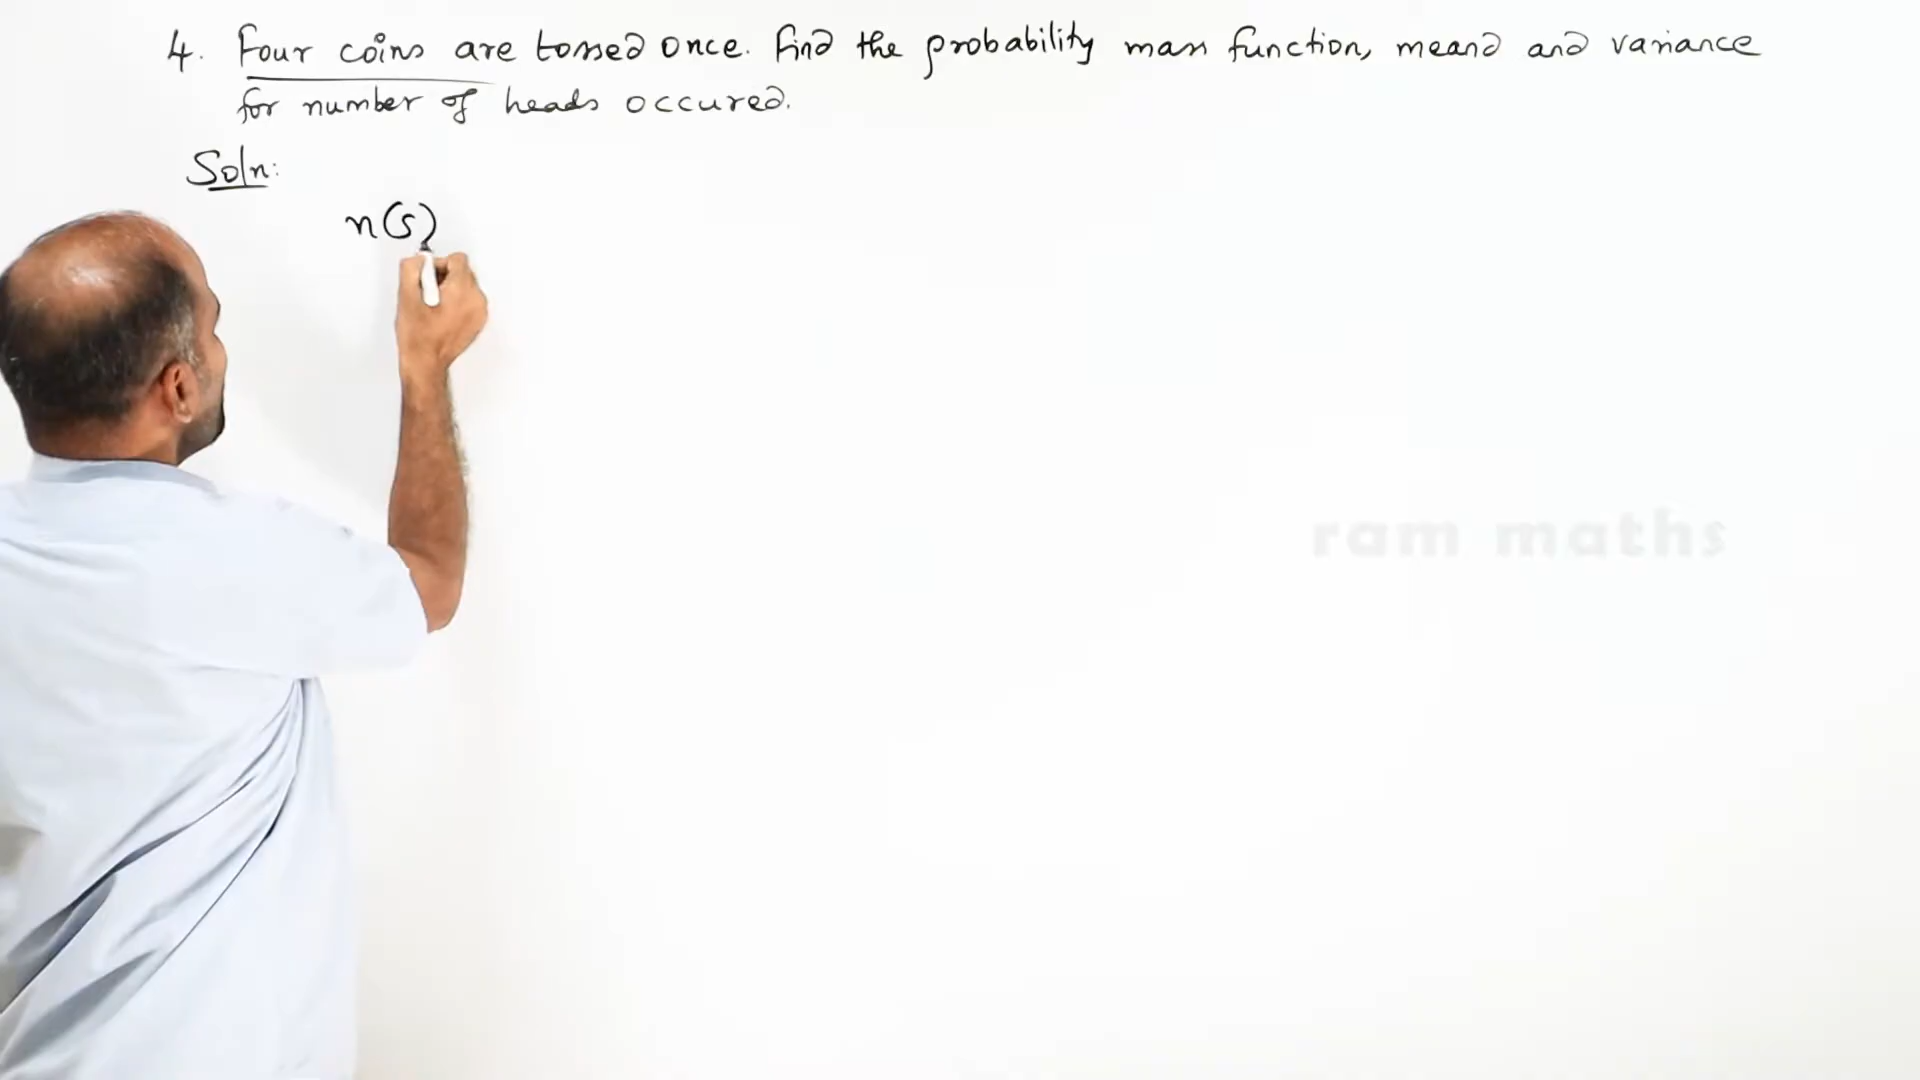 4. Four coins are tossed once. Find the probability mass function, mean and variance
for number of heads occured.
Soln:
n(s)
ram maths